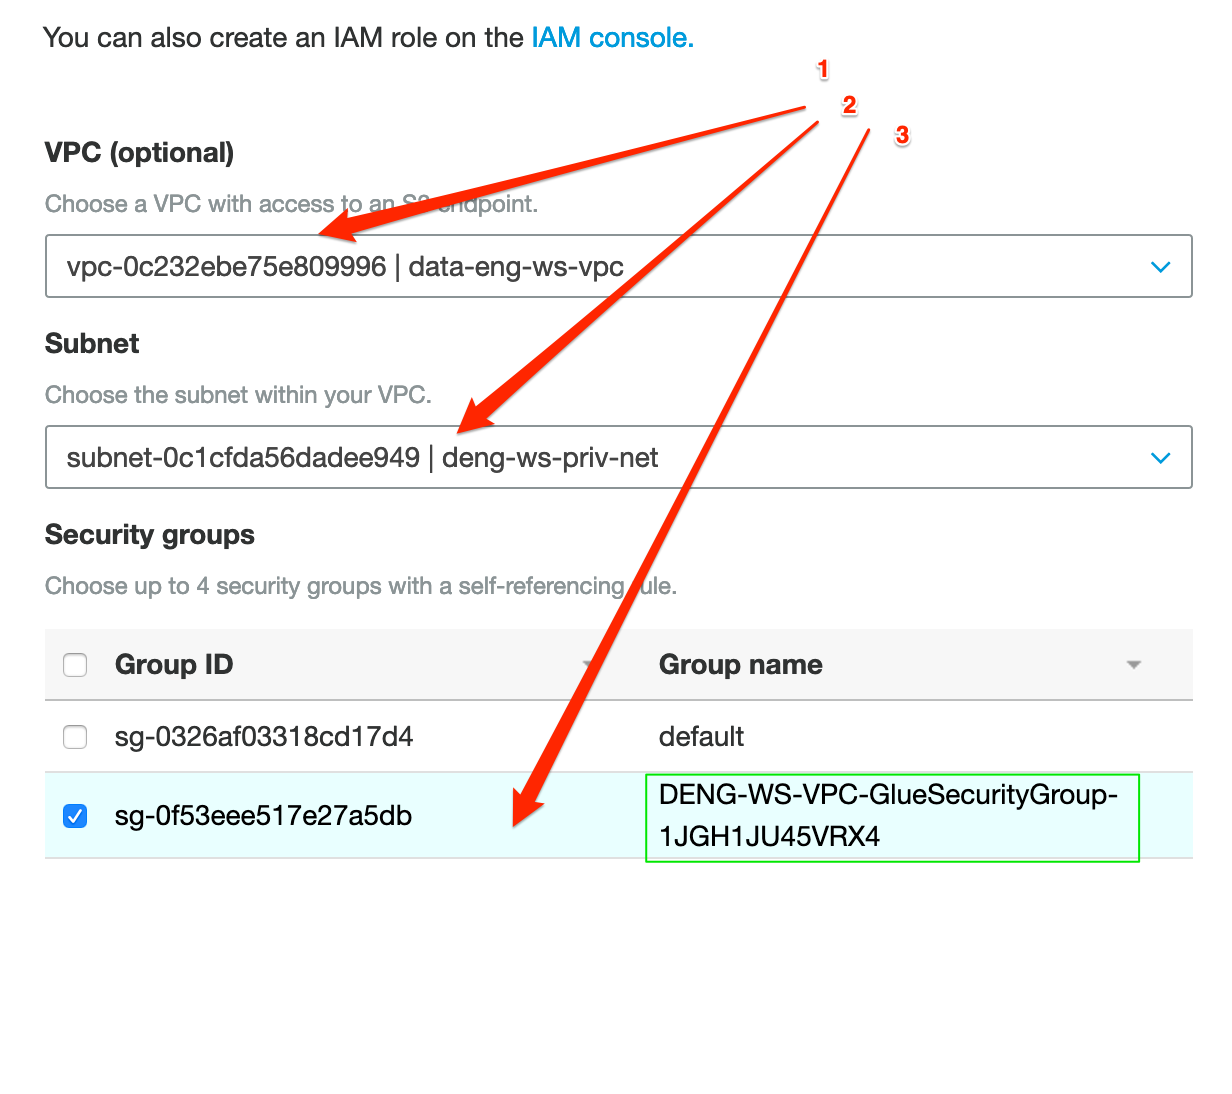 You can also create an IAM role on the IAM console.
1
2
3
VPC (optional)
Choose a VPC with access to an S3 endpoint.
vpc-0c232ebe75e809996 | data-eng-ws-vpc
Subnet
Choose the subnet within your VPC.
subnet-0c1cfda56dadee949 | deng-ws-priv-net
Security groups
Choose up to 4 security groups with a self-referencing rule.
Group ID Group name
sg-0326af03318cd17d4 default
sg-0f53eee517e27a5db DENG-WS-VPC-GlueSecurityGroup-
1JGH1JU45VRX4